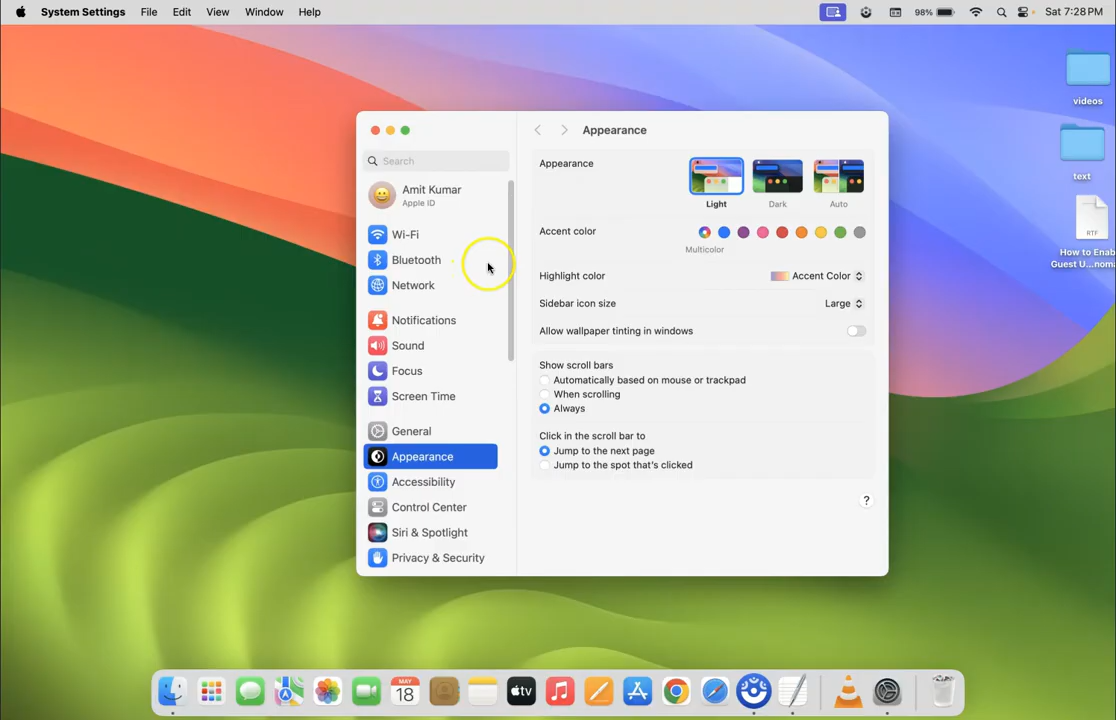 System Settings File Edit View Window Help 98% Sat 7:28 PM
videos
text
RTF
How to Enab
Guest U...noma
Appearance
Search
Amit Kumar
Apple ID
Wi-Fi
Bluetooth
Network
Notifications
Sound
Focus
Screen Time
General
Appearance
Accessibility
Control Center
Siri & Spotlight
Privacy & Security
Appearance
Light Dark Auto
Accent color
Multicolor
Highlight color Accent Color
Sidebar icon size Large
Allow wallpaper tinting in windows
Show scroll bars
Automatically based on mouse or trackpad
When scrolling
Always
Click in the scroll bar to
Jump to the next page
Jump to the spot that's clicked
?
MAY
18
tv